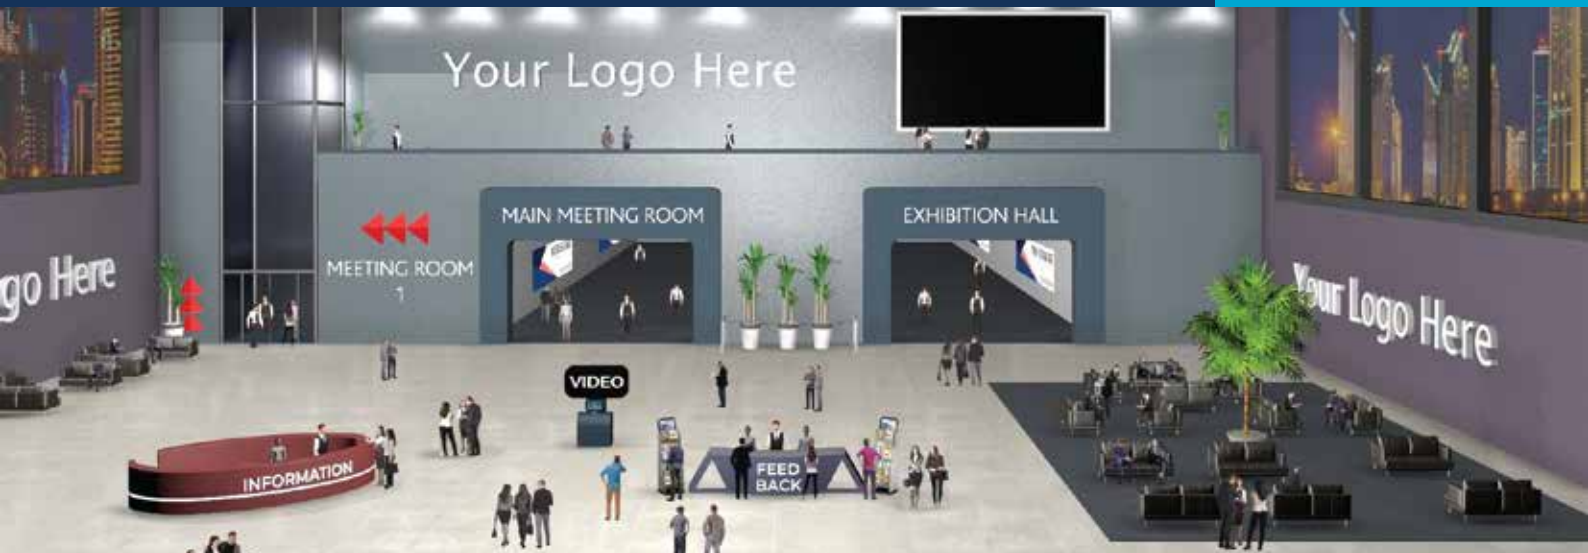 Your Logo Here
MAIN MEETING ROOM
EXHIBITION HALL
MEETING ROOM
1
go Here
Your Logo Here
VIDEO
INFORMATION
FEED
BACK